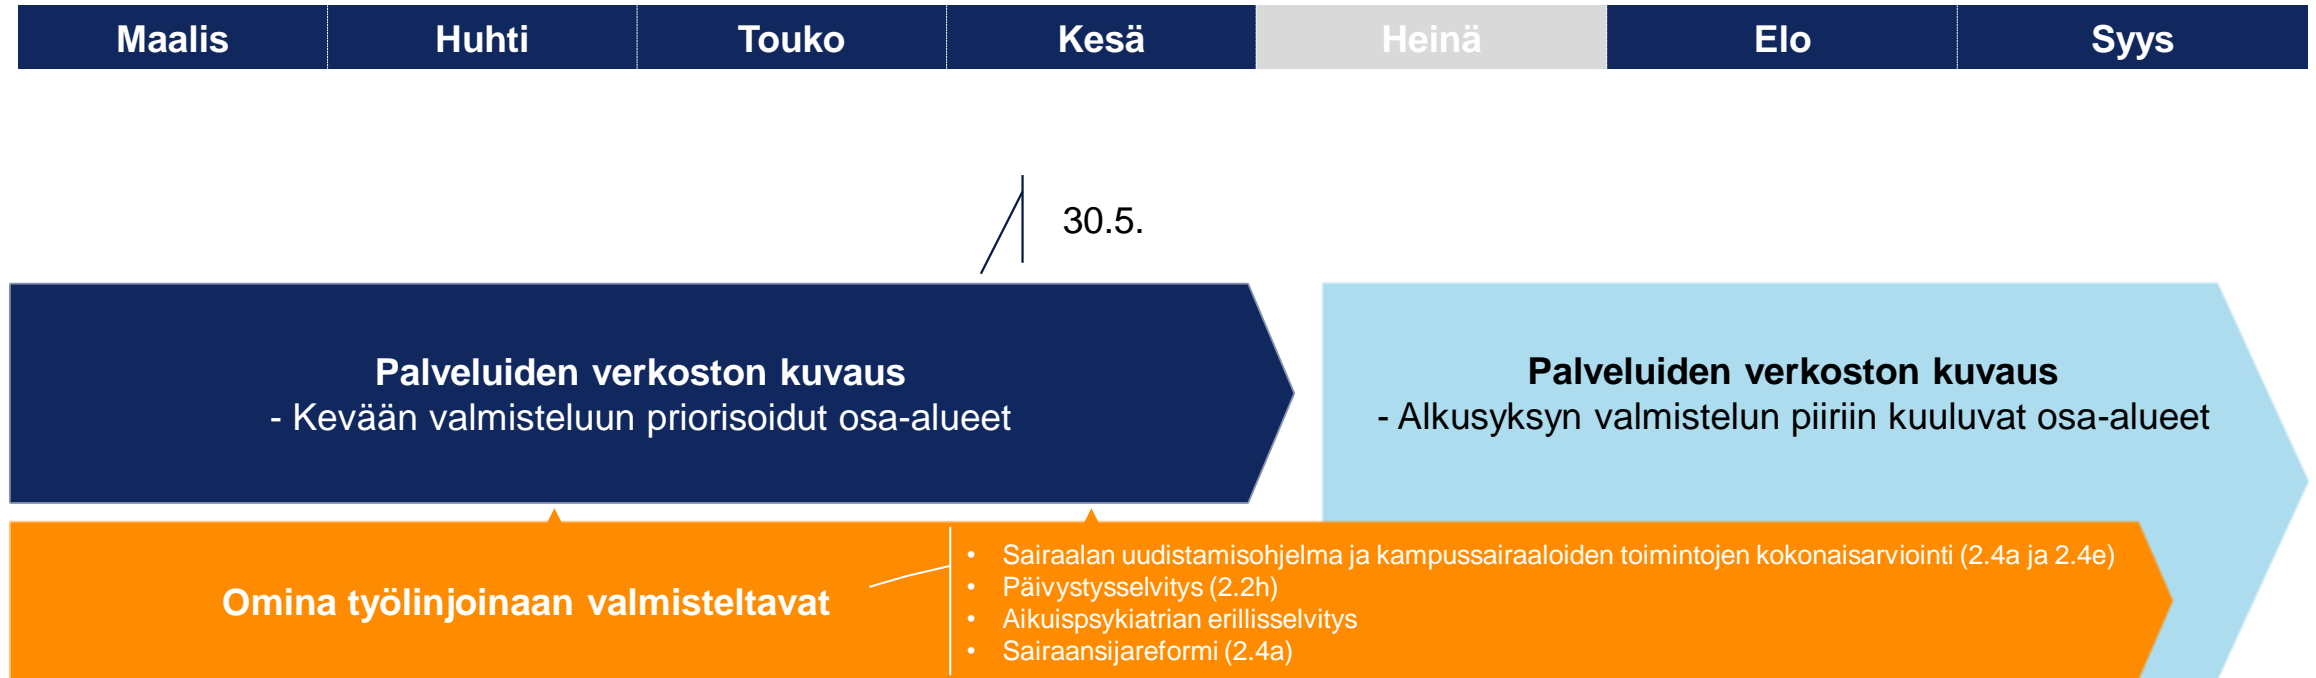 Maalis Huhti Touko Kesä Heinä Elo Syys
30.5.
Palveluiden verkoston kuvaus
- Kevään valmisteluun priorisoidut osa-alueet
Palveluiden verkoston kuvaus
- Alkusyksyn valmistelun piiriin kuuluvat osa-alueet
Omina työlinjoinaan valmisteltavat
• Sairaalan uudistamisohjelma ja kampussairaaloiden toimintojen kokonaisarviointi (2.4a ja 2.4e)
• Päivystysselvitys (2.2h)
• Aikuispsykiatrian erillisselvitys
• Sairaansijareformi (2.4a)